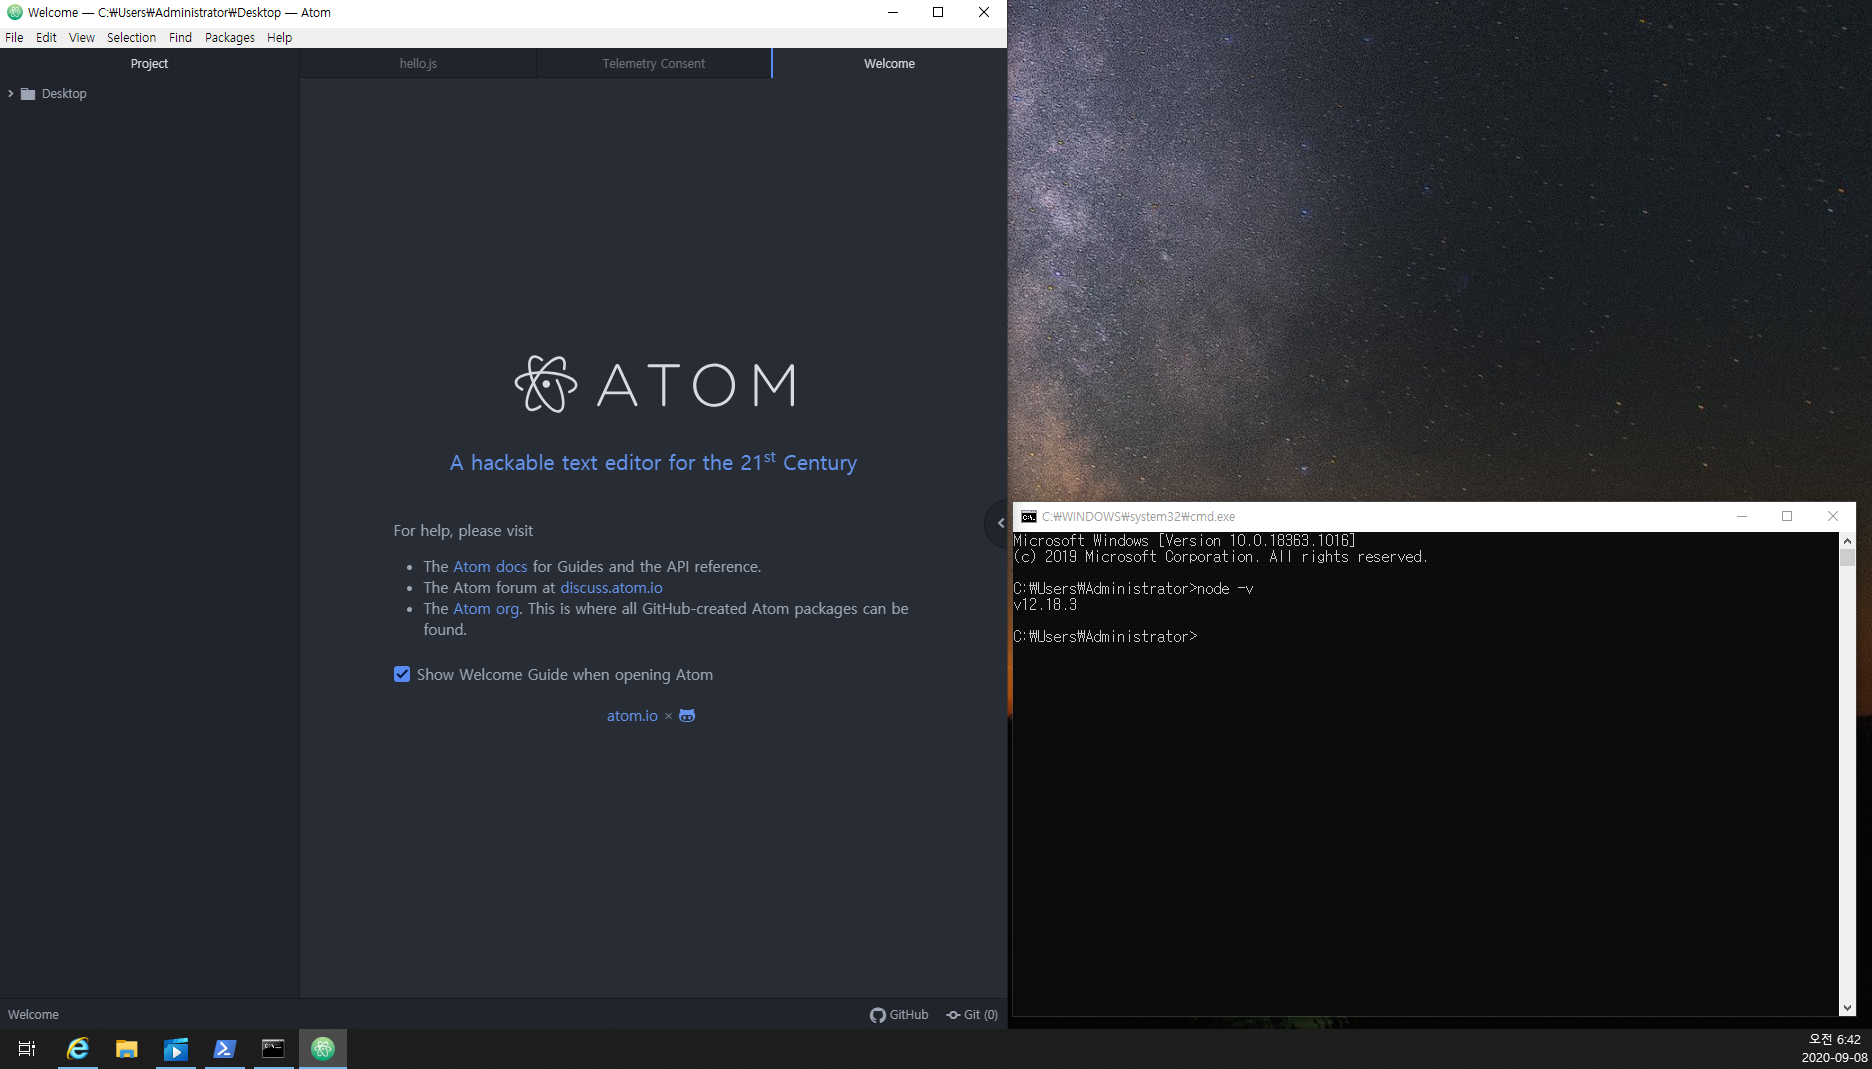 Welcome — C:₩Users₩Administrator₩Desktop — Atom
File Edit View Selection Find Packages Help
Project
hello.js
Telemetry Consent
Welcome
Desktop
ATOM
A hackable text editor for the 21st Century
For help, please visit
• The Atom docs for Guides and the API reference.
• The Atom forum at discuss.atom.io
• The Atom org. This is where all GitHub-created Atom packages can be
found.
Show Welcome Guide when opening Atom
atom.io ×
Welcome
GitHub
Git (0)
C:₩WINDOWS₩system32₩cmd.exe
Microsoft Windows [Version 10.0.18363.1016]
(c) 2019 Microsoft Corporation. All rights reserved.
C:₩Users₩Administrator>node -v
v12.18.3
C:₩Users₩Administrator>
오전 6:42
2020-09-08